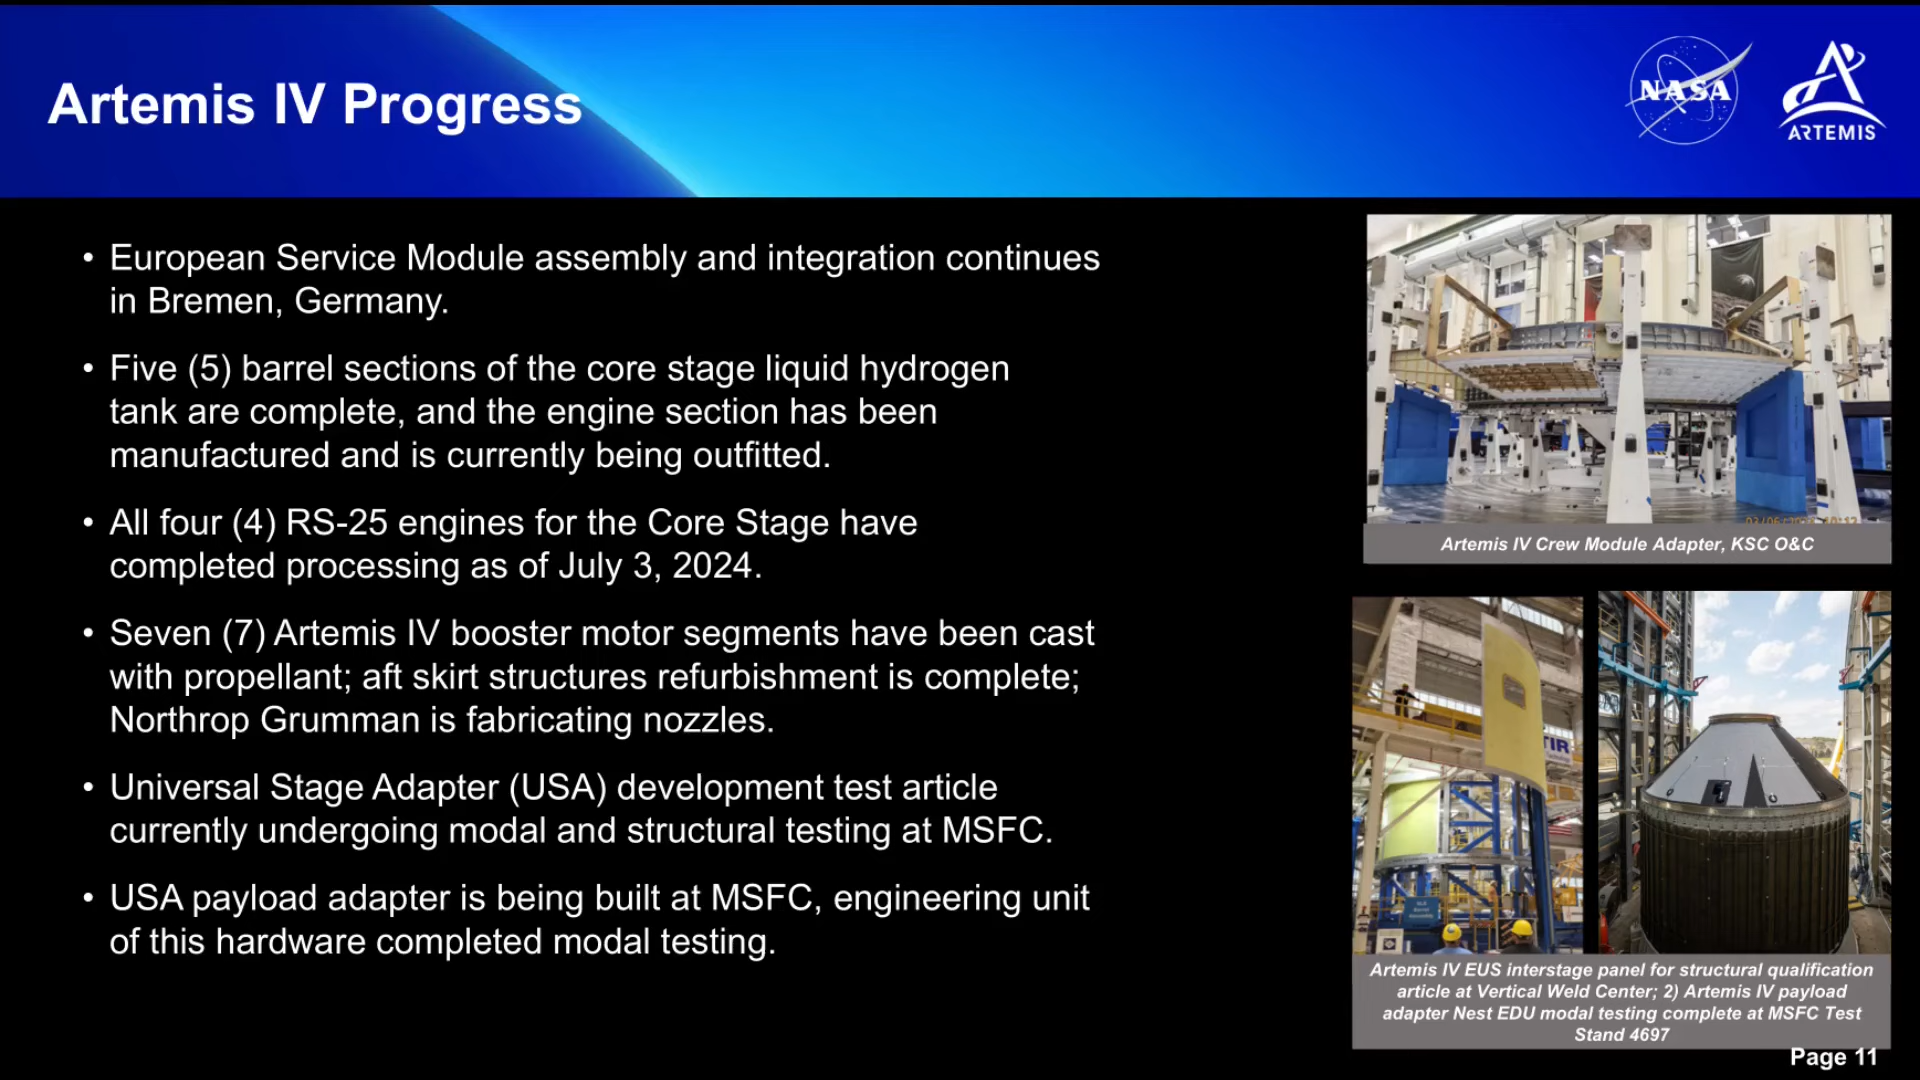 Artemis IV Progress
NASA
ARTEMIS
• European Service Module assembly and integration continues
in Bremen, Germany.
• Five (5) barrel sections of the core stage liquid hydrogen
tank are complete, and the engine section has been
manufactured and is currently being outfitted.
• All four (4) RS-25 engines for the Core Stage have
completed processing as of July 3, 2024.
• Seven (7) Artemis IV booster motor segments have been cast
with propellant; aft skirt structures refurbishment is complete;
Northrop Grumman is fabricating nozzles.
• Universal Stage Adapter (USA) development test article
currently undergoing modal and structural testing at MSFC.
• USA payload adapter is being built at MSFC, engineering unit
of this hardware completed modal testing.
Artemis IV Crew Module Adapter, KSC O&C
TIR
Artemis IV EUS interstage panel for structural qualification
article at Vertical Weld Center; 2) Artemis IV payload
adapter Nest EDU modal testing complete at MSFC Test
Stand 4697
Page 11